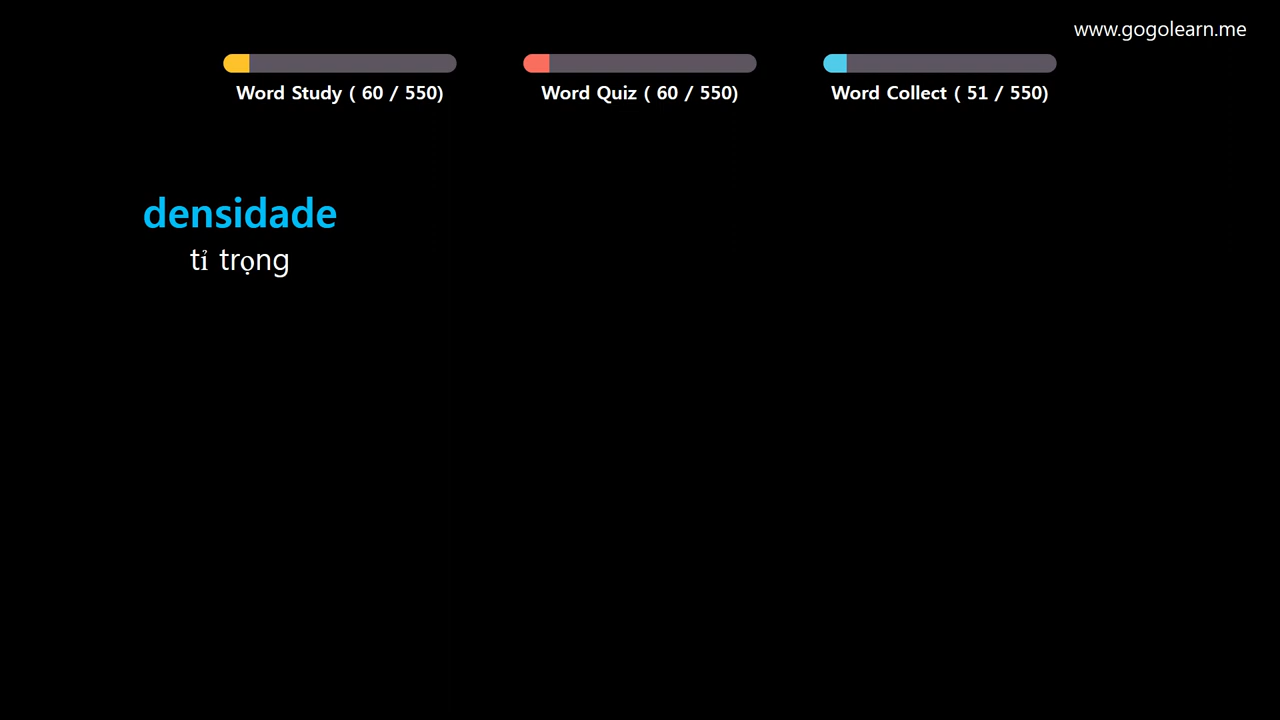 www.gogolearn.me
Word Study ( 60 / 550)
Word Quiz ( 60 / 550)
Word Collect ( 51 / 550)
densidade
tỉ trọng